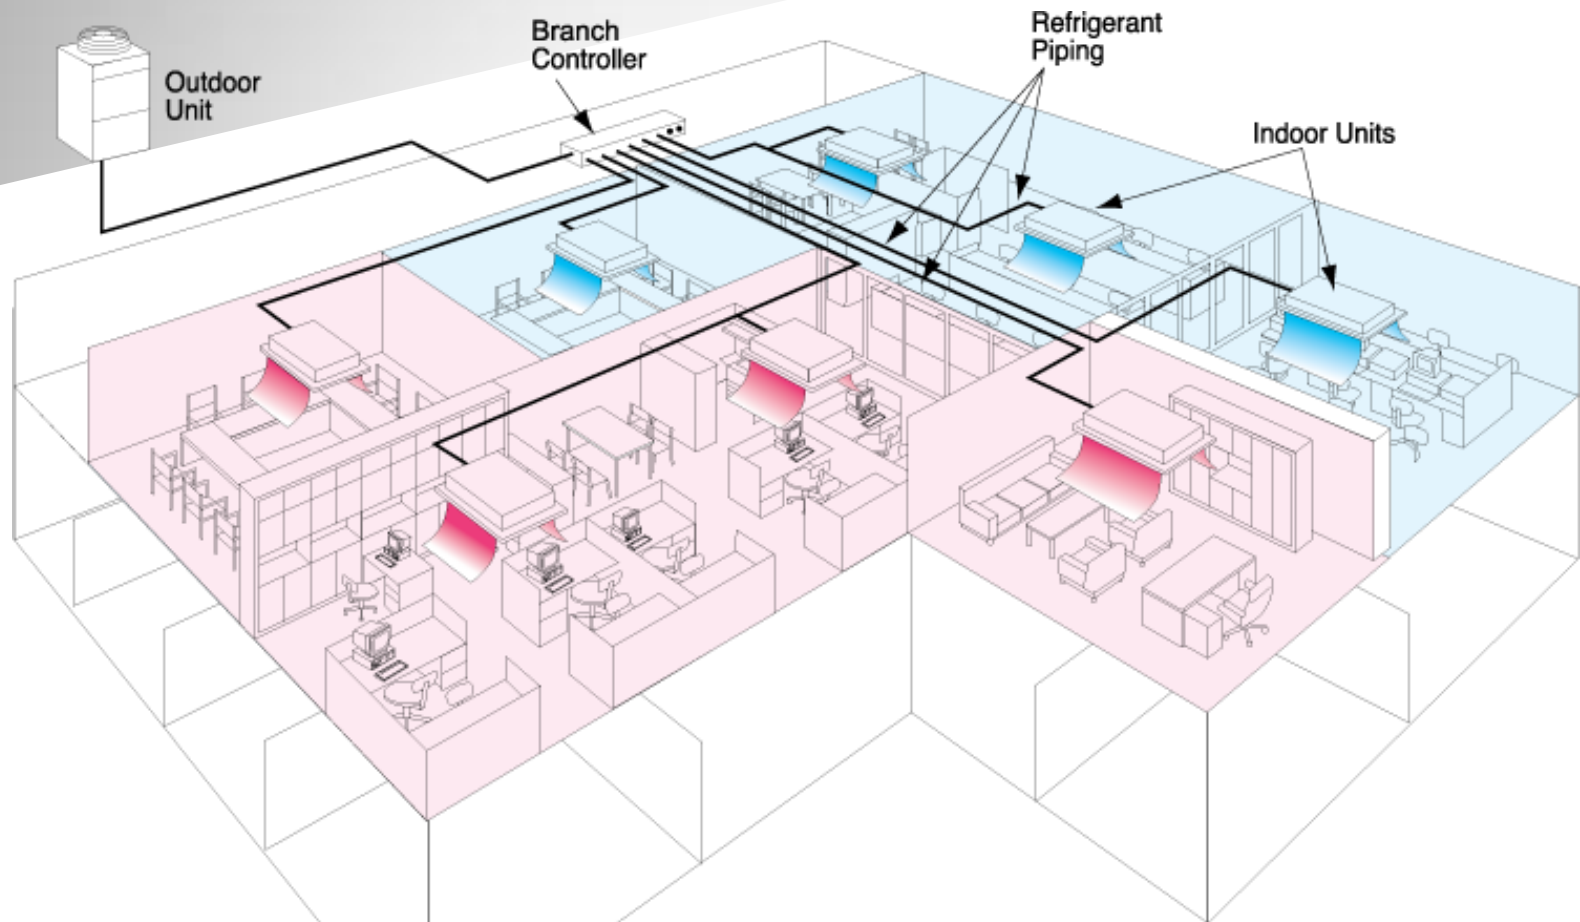 Outdoor
Unit
Branch
Controller
Refrigerant
Piping
Indoor Units